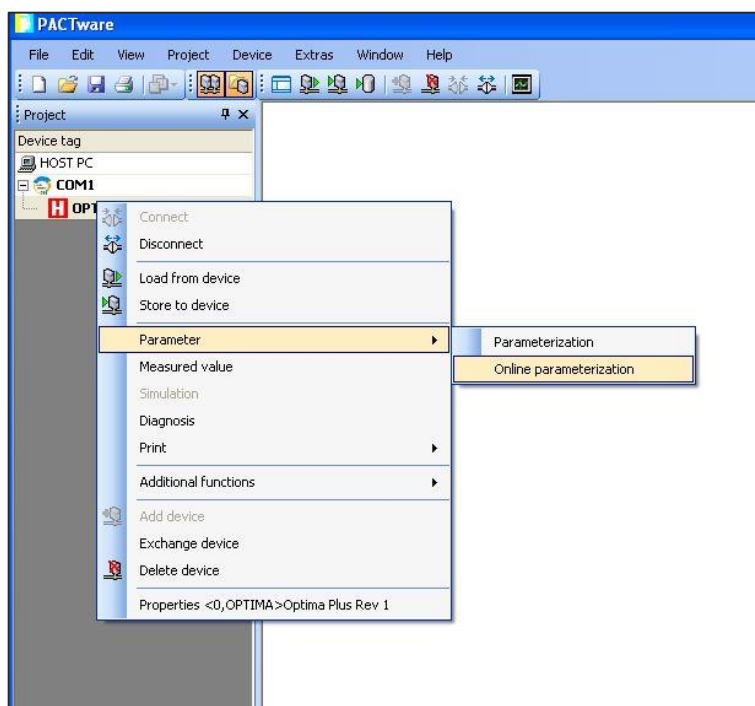 PACTware
File Edit View Project Device Extras Window Help
Project
Device tag
HOST PC
COM1
H OPT
Connect
Disconnect
Load from device
Store to device
Parameter
Parameterization
Online parameterization
Measured value
Simulation
Diagnosis
Print
Additional functions
Add device
Exchange device
Delete device
Properties <0,OPTIMA>Optima Plus Rev 1